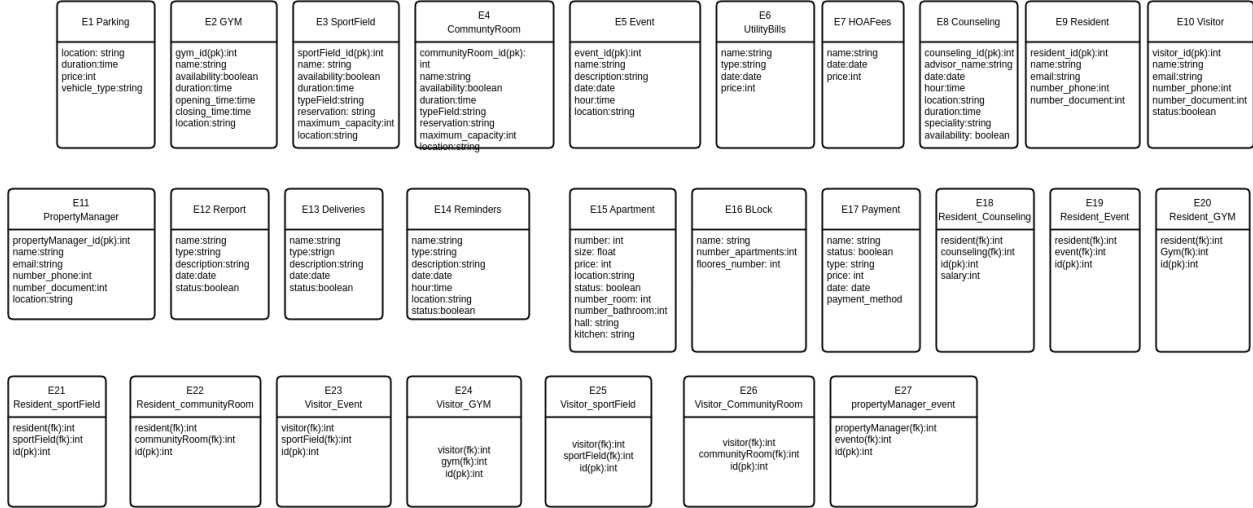 E1 Parking
location: string
duration:time
price:int
vehicle_type:string
E2 GYM
gym_id(pk):int
name:string
availability:boolean
duration:time
opening_time:time
closing_time:time
location:string
E3 SportField
sportField_id(pk):int
name: string
availability:boolean
duration:time
typeField:string
reservation: string
maximum_capacity:int
location:string
E4
CommuntyRoom
communityRoom_id(pk):
int
name:string
availability:boolean
duration:time
typeField:string
reservation:string
maximum_capacity:int
location:string
E5 Event
event_id(pk):int
name:string
description:string
date:date
hour:time
location:string
E6
UtilityBills
name:string
type:string
date:date
price:int
E7 HOAFees
name:string
date:date
price:int
E8 Counseling
counseling_id(pk):int
advisor_name:string
date:date
hour:time
location:string
duration:time
speciality:string
availability: boolean
E9 Resident
resident_id(pk):int
name:string
email:string
number_phone:int
number_document:int
E10 Visitor
visitor_id(pk):int
name:string
email:string
number_phone:int
number_document:int
status:boolean
E11
PropertyManager
propertyManager_id(pk):int
name:string
email:string
number_phone:int
number_document:int
location:string
E12 Rerport
name:string
type:string
description:string
date:date
status:boolean
E13 Deliveries
name:string
type:strign
description:string
date:date
status:boolean
E14 Reminders
name:string
type:string
description:string
date:date
hour:time
location:string
status:boolean
E15 Apartment
number: int
size: float
price: int
location:string
status: boolean
number_room: int
number_bathroom:int
hall: string
kitchen: string
E16 BLock
name: string
number_apartments:int
floores_number: int
E17 Payment
name: string
status: boolean
type: string
price: int
date: date
payment_method
E18
Resident_Counseling
resident(fk):int
counseling(fk):int
id(pk):int
salary:int
E19
Resident_Event
resident(fk):int
event(fk):int
id(pk):int
E20
Resident_GYM
resident(fk):int
Gym(fk):int
id(pk):int
E21
Resident_sportField
resident(fk):int
sportField(fk):int
id(pk):int
E22
Resident_communityRoom
resident(fk):int
communityRoom(fk):int
id(pk):int
E23
Visitor_Event
visitor(fk):int
sportField(fk):int
id(pk):int
E24
Visitor_GYM
visitor(fk):int
gym(fk):int
id(pk):int
E25
Visitor_sportField
visitor(fk):int
sportField(fk):int
id(pk):int
E26
Visitor_CommunityRoom
visitor(fk):int
communityRoom(fk):int
id(pk):int
E27
propertyManager_event
propertyManager(fk):int
evento(fk):int
id(pk):int